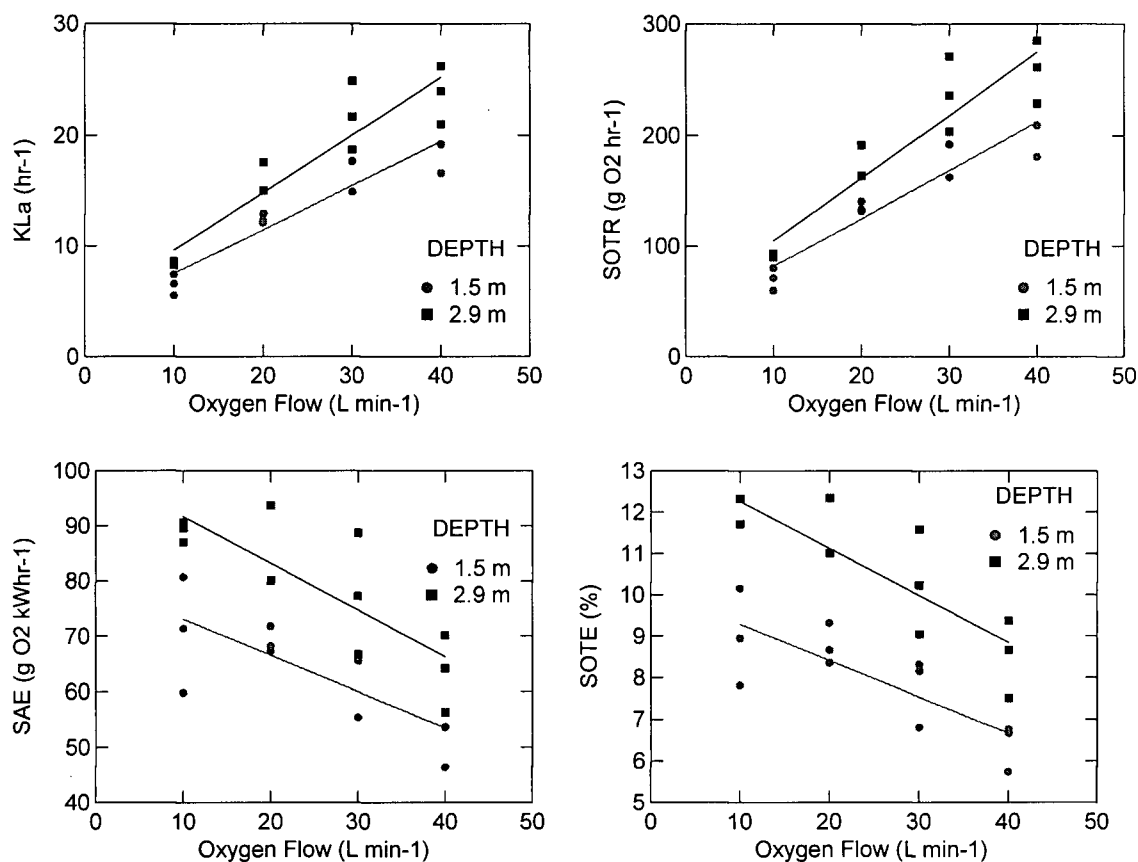 30
20
10
0
KLa (hr-1)
DEPTH
1.5 m
2.9 m
0 10 20 30 40 50
Oxygen Flow (L min-1)
300
200
100
0
SOTR (g O2 hr-1)
DEPTH
1.5 m
2.9 m
0 10 20 30 40 50
Oxygen Flow (L min-1)
100
90
80
70
60
50
40
SAE (g O2 kWhr-1)
DEPTH
1.5 m
2.9 m
0 10 20 30 40 50
Oxygen Flow (L min-1)
13
12
11
10
9
8
7
6
5
SOTE (%)
DEPTH
1.5 m
2.9 m
0 10 20 30 40 50
Oxygen Flow (L min-1)